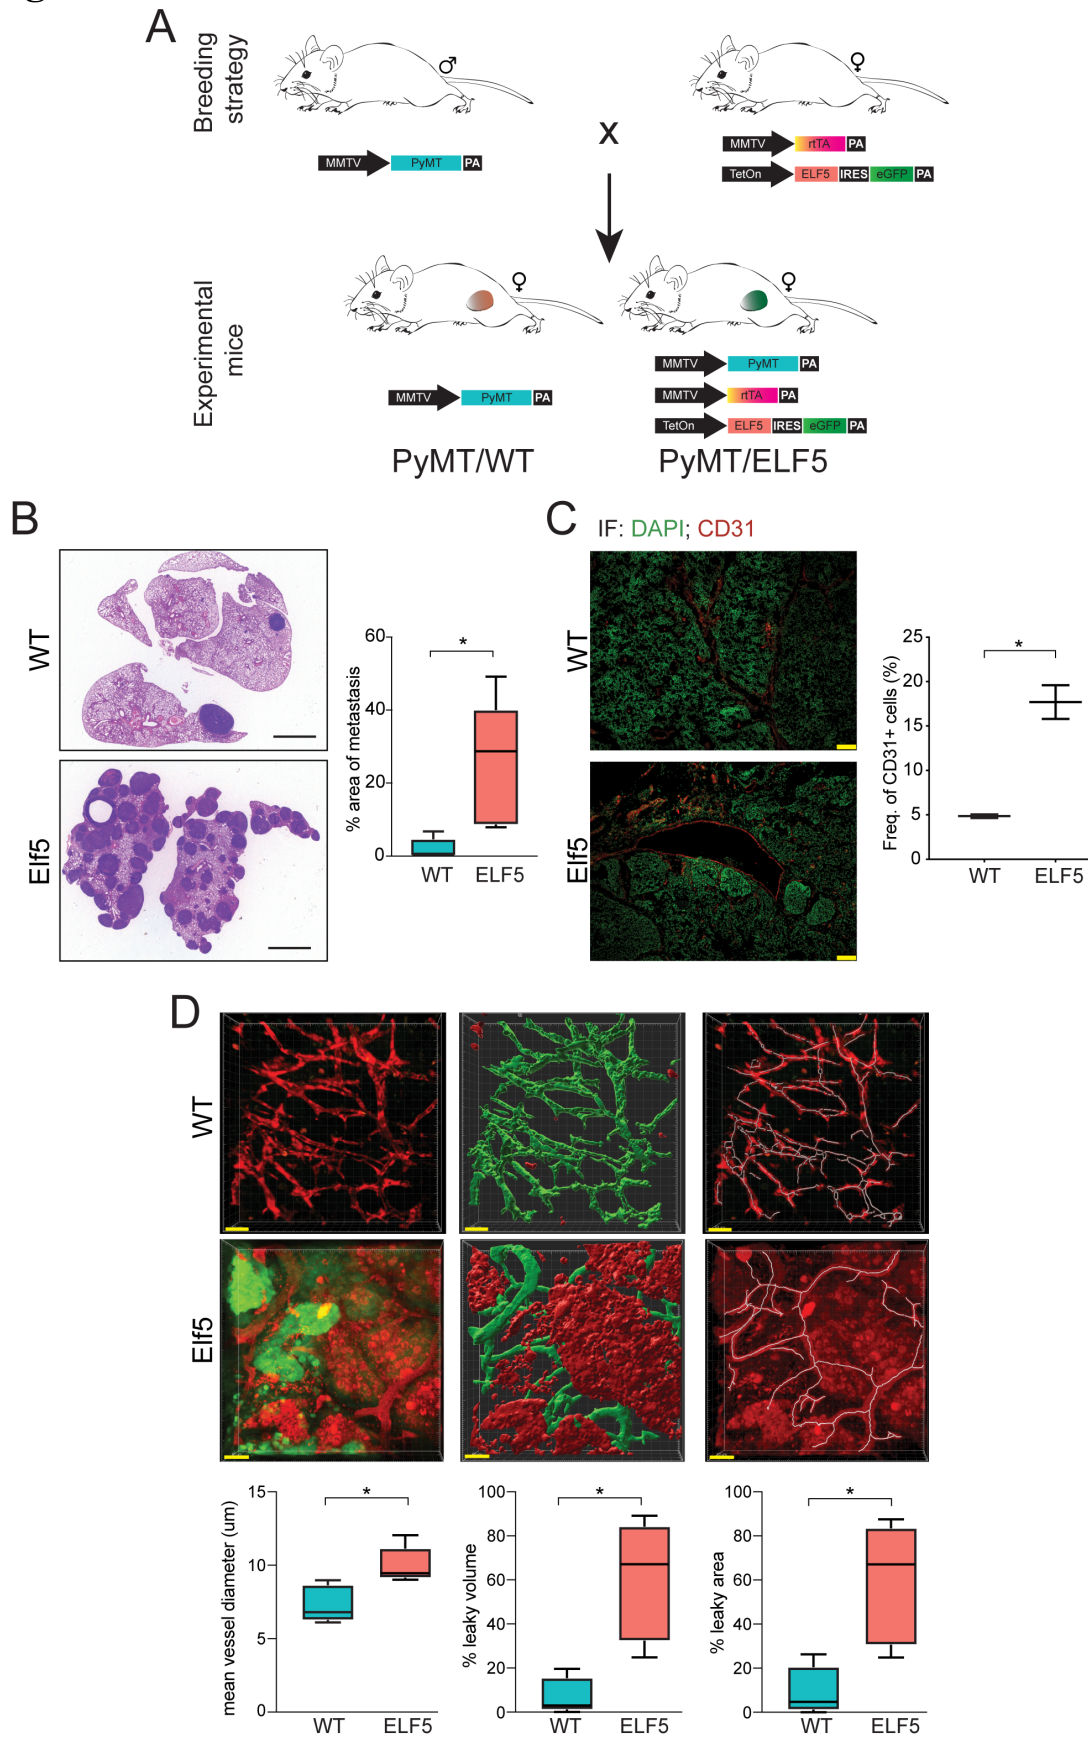 A
Breeding
strategy
♂
♀
x
MMTV PyMT PA
MMTV rtTA PA
TetOn ELF5 IRES eGFP PA
Experimental
mice
♀
♀
MMTV PyMT PA
MMTV PyMT PA
MMTV rtTA PA
TetOn ELF5 IRES eGFP PA
PyMT/WT
PyMT/ELF5
B
WT
Elf5
% area of metastasis
60
40
20
0
*
WT ELF5
C
IF: DAPI; CD31
WT
Elf5
Freq. of CD31+ cells (%)
25
20
15
10
5
0
*
WT ELF5
D
WT
Elf5
mean vessel diameter (um)
15
10
5
0
*
WT ELF5
% leaky volume
100
80
60
40
20
0
*
WT ELF5
% leaky area
100
80
60
40
20
0
*
WT ELF5